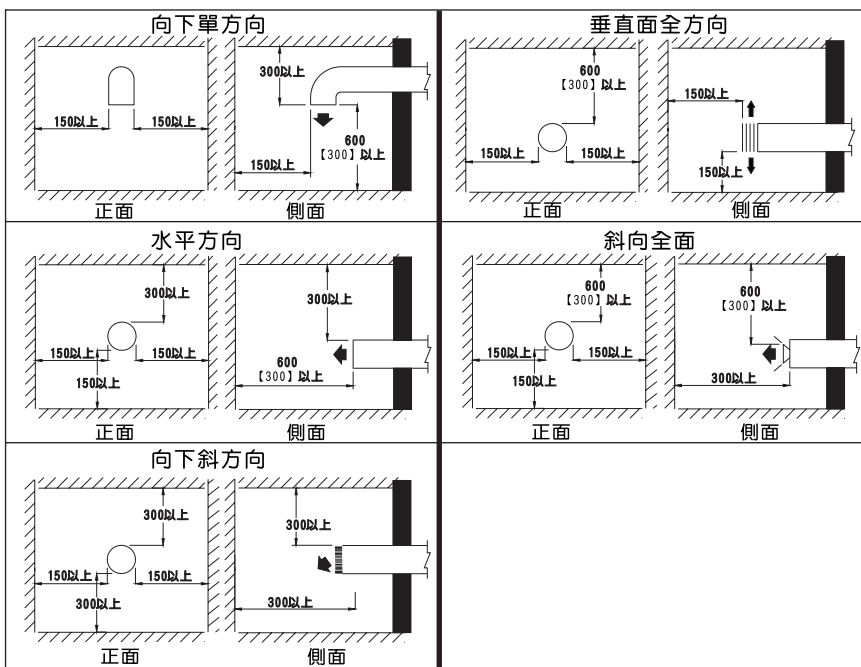 向下單方向
300以上
150以上
150以上
600
【300】以上
150以上
正面
側面
垂直面全方向
600
【300】以上
150以上
150以上
150以上
150以上
正面
側面
水平方向
300以上
150以上
150以上
150以上
300以上
600
【300】以上
正面
側面
斜向全面
600
【300】以上
150以上
150以上
150以上
600
【300】以上
300以上
正面
側面
向下斜方向
300以上
150以上
150以上
300以上
300以上
300以上
正面
側面